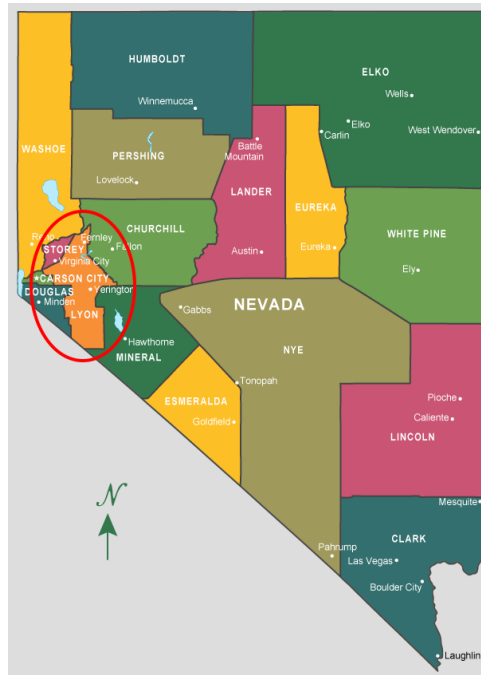 HUMBOLDT
ELKO
Wells
Winnemucca
Elko
Carlin
West Wendover
WASHOE
PERSHING
Battle
Mountain
Lovelock
LANDER
EUREKA
CHURCHILL
WHITE PINE
Reno
Fernley
STOREY
Fallon
Virginia City
Austin
Eureka
Ely
CARSON CITY
DOUGLAS
Yerington
Minden
LYON
Gabbs
NEVADA
Hawthorne
MINERAL
NYE
Tonopah
ESMERALDA
Goldfield
Pioche
Caliente
LINCOLN
N
Mesquite
CLARK
Pahrump
Las Vegas
Boulder City
Laughlin